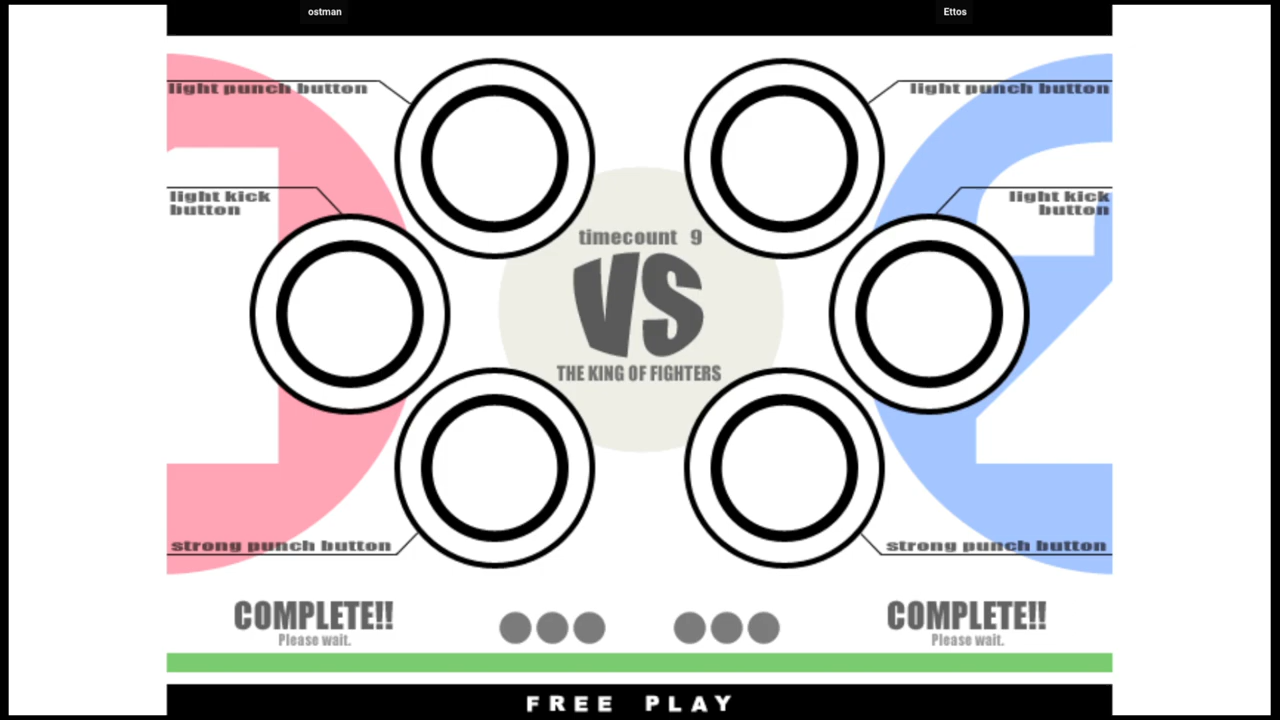 ostman
Ettos
light punch button
light punch button
light kick
button
light kick
button
timecount 9
VS
THE KING OF FIGHTERS
strong punch button
strong punch button
COMPLETE!!
Please wait.
COMPLETE!!
Please wait.
FREE PLAY